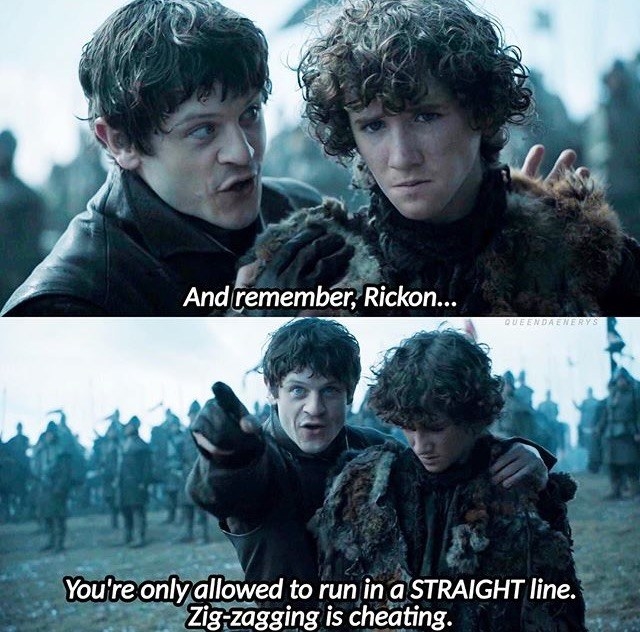 And remember, Rickon...
QUEENDAENERYS
You're only allowed to run in a STRAIGHT line.
Zig-zagging is cheating.